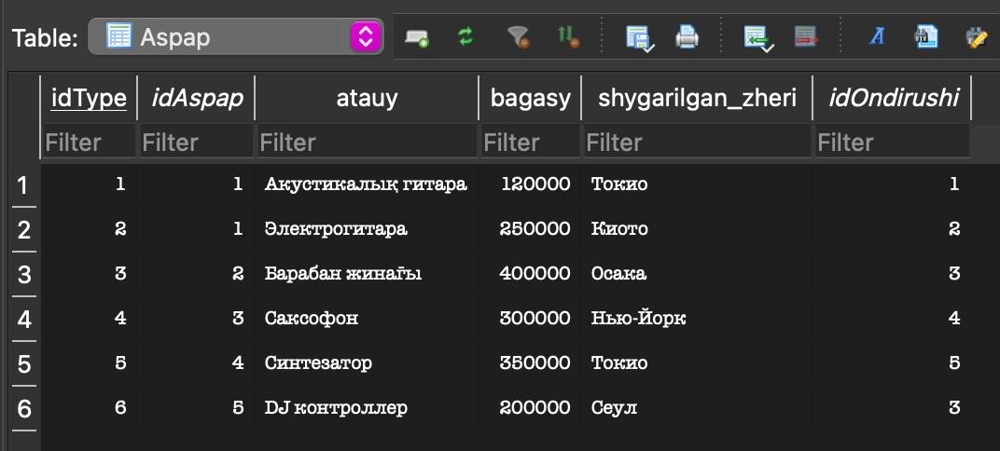 Table: Aspap
idType idAspap atauy bagasy shygarilgan_zheri idOndirushi
Filter Filter Filter Filter Filter Filter
1 1 1 Акустикалық гитара 120000 Токио 1
2 2 1 Электрогитара 250000 Киото 2
3 3 2 Барабан жинағы 400000 Осака 3
4 4 3 Саксофон 300000 Нью-Йорк 4
5 5 4 Синтезатор 350000 Токио 5
6 6 5 DJ контроллер 200000 Сеул 3